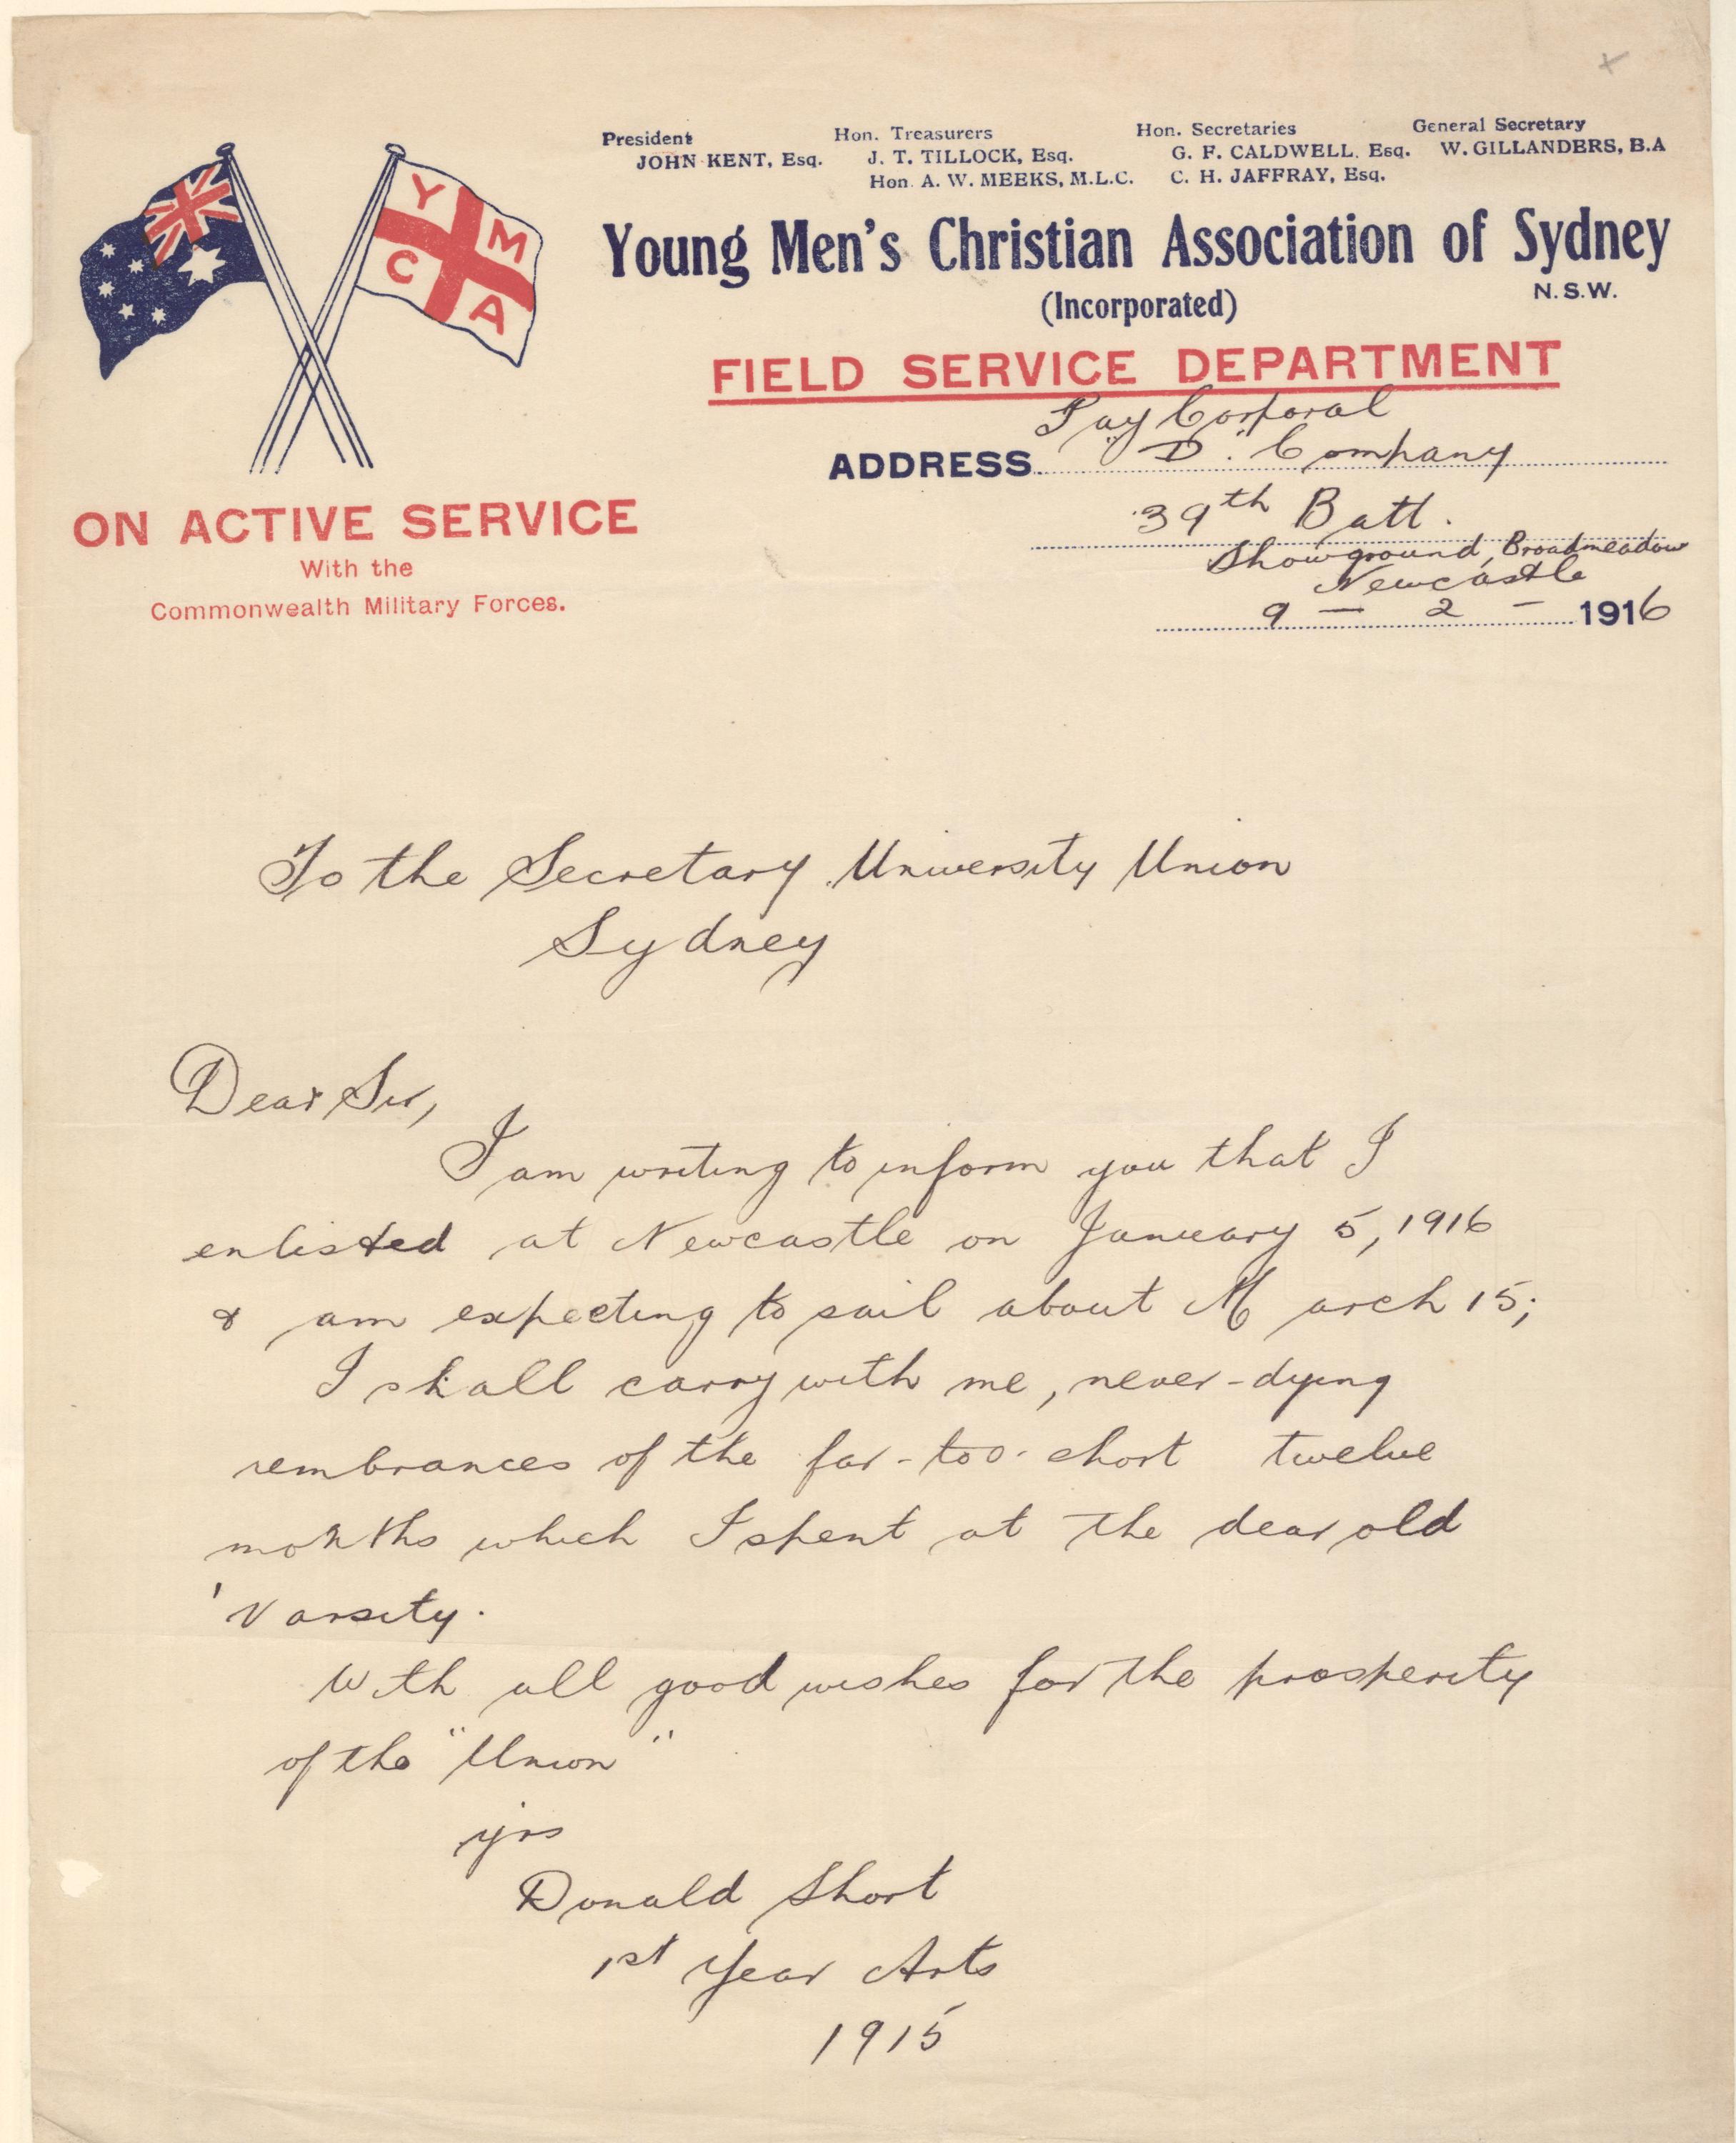 President
JOHN KENT, Esq.
Hon. Treasurers
J. T. TILLOCK, Esq.
Hon. A. W. MEEKS, M.L.C.
Hon. Secretaries
G. F. CALDWELL. Esq.
C. H. JAFFRAY, Esq.
General Secretary
W. GILLANDERS, B.A
Y M C A
Young Men's Christian Association of Sydney
N.S.W.
(Incorporated)
FIELD SERVICE DEPARTMENT
ON ACTIVE SERVICE
With the
Commonwealth Military Forces.
Pay Corporal
ADDRESS "D". Company
39th Batt.
Showground, Broadmeadow
Newcastle
9 - 2 - 1916
To the Secretary University Union
Sydney
Dear Sir,
I am writing to inform you that I
enlisted at Newcastle on January 5, 1916
& am expecting to sail about March 15;
I shall carry with me, never-dying
rembrances of the far-too-short twelve
months which I spent at the dear old
'Varsity.
With all good wishes for the prosperity
of the "Union"
yrs
Donald Short
1st Year Arts
1915